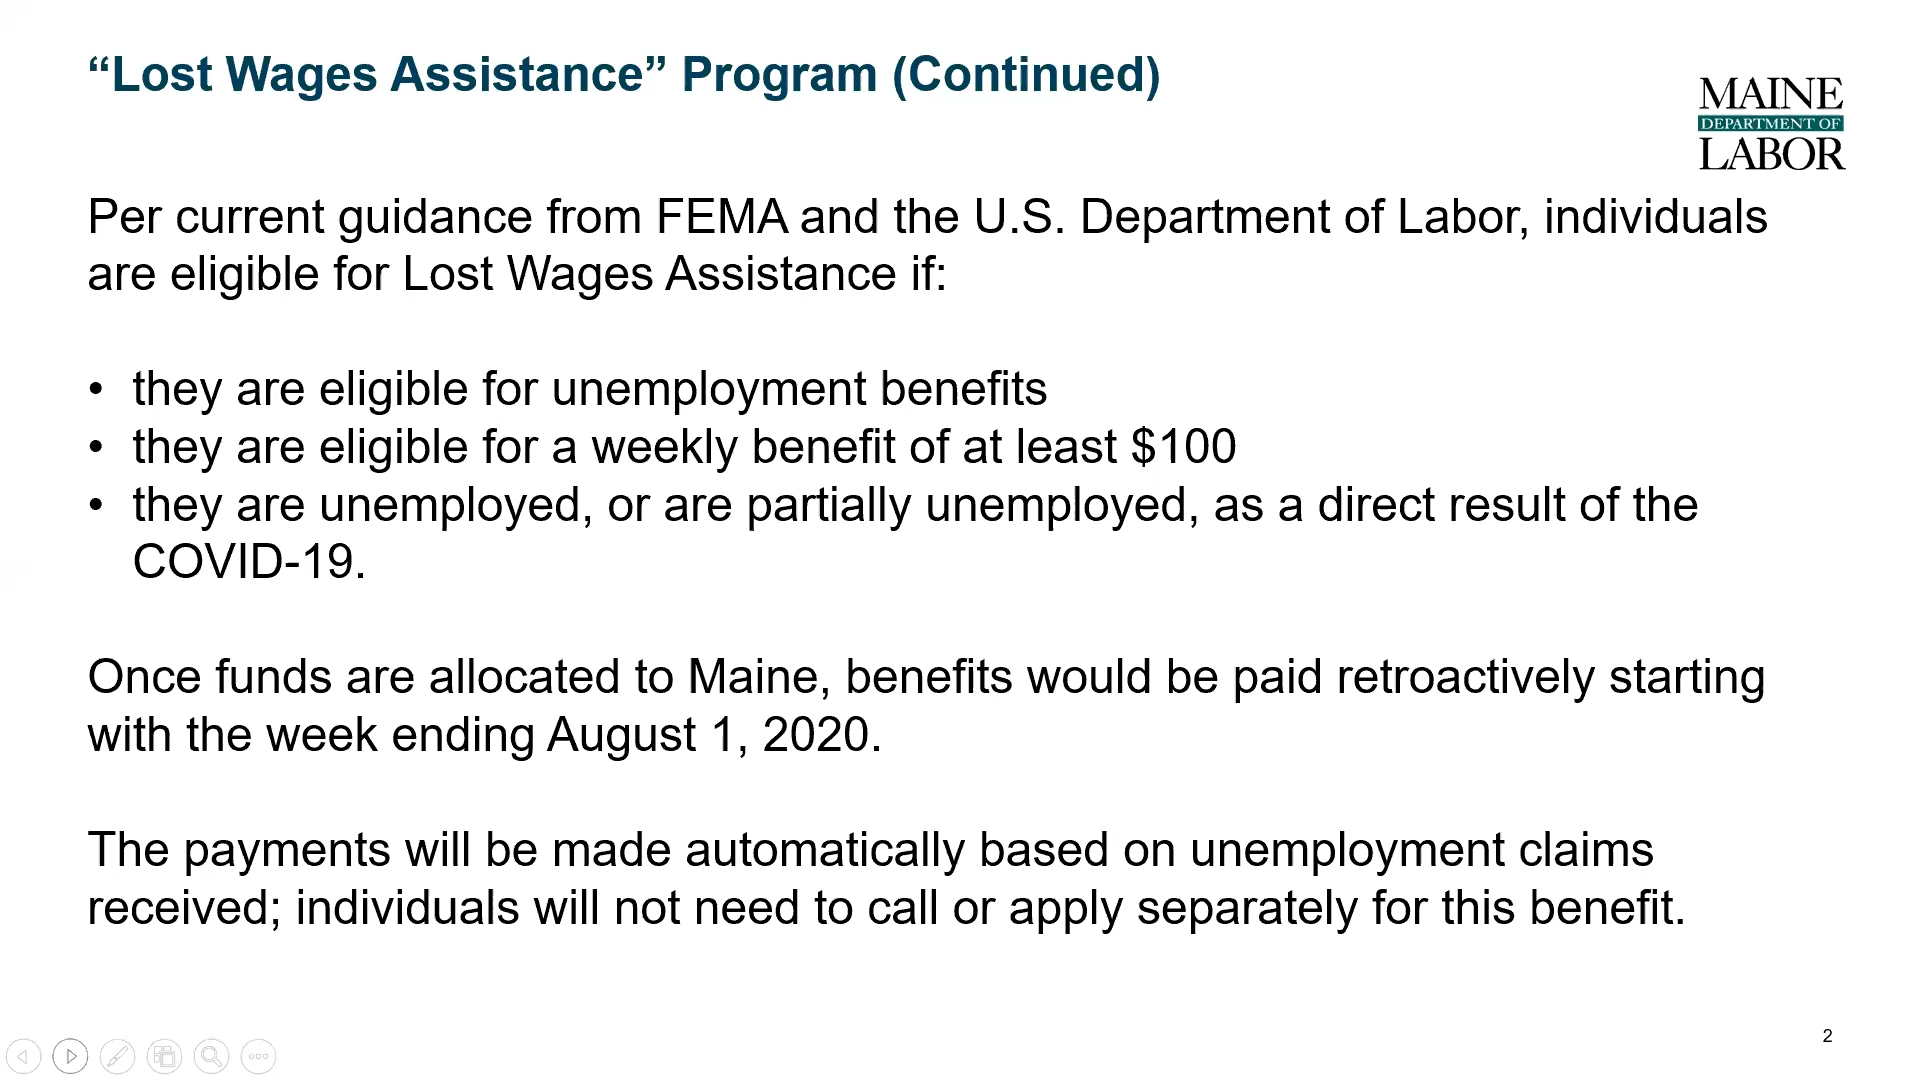 “Lost Wages Assistance” Program (Continued)
MAINE
DEPARTMENT OF
LABOR
Per current guidance from FEMA and the U.S. Department of Labor, individuals
are eligible for Lost Wages Assistance if:
• they are eligible for unemployment benefits
• they are eligible for a weekly benefit of at least $100
• they are unemployed, or are partially unemployed, as a direct result of the
COVID-19.
Once funds are allocated to Maine, benefits would be paid retroactively starting
with the week ending August 1, 2020.
The payments will be made automatically based on unemployment claims
received; individuals will not need to call or apply separately for this benefit.
2